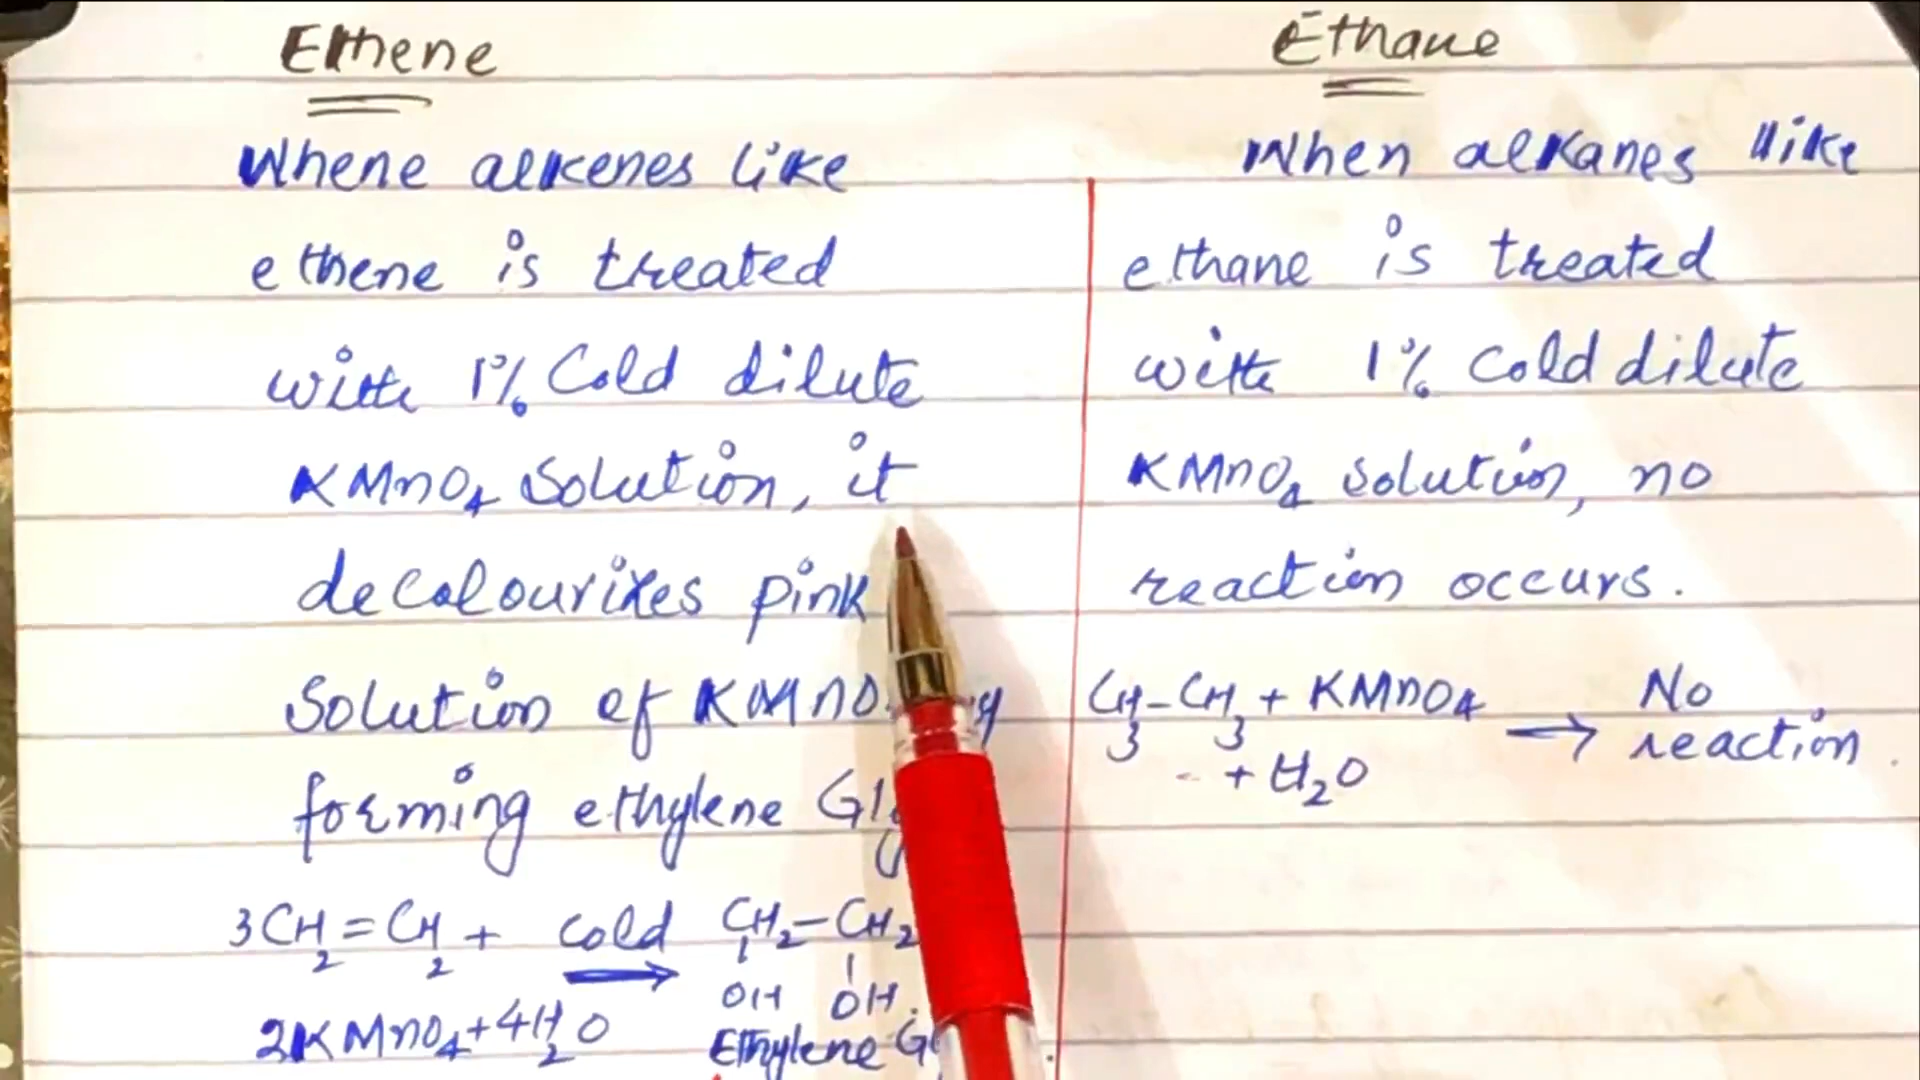 Ethene
Whene alkenes like
ethene is treated
with 1% Cold dilute
KMnO4 Solution, it
decolourizes pink
Solution of KMnO
forming ethylene
3CH2=CH2 + cold CH2-CH2
OH OH.
2KMnO4+4H2O
Ethylene
Ethane
When alkanes like
ethane is treated
with 1% Cold dilute
KMnO4 solution, no
reaction occurs.
CH3-CH3 + KMnO4 → No
+ H2O reaction.